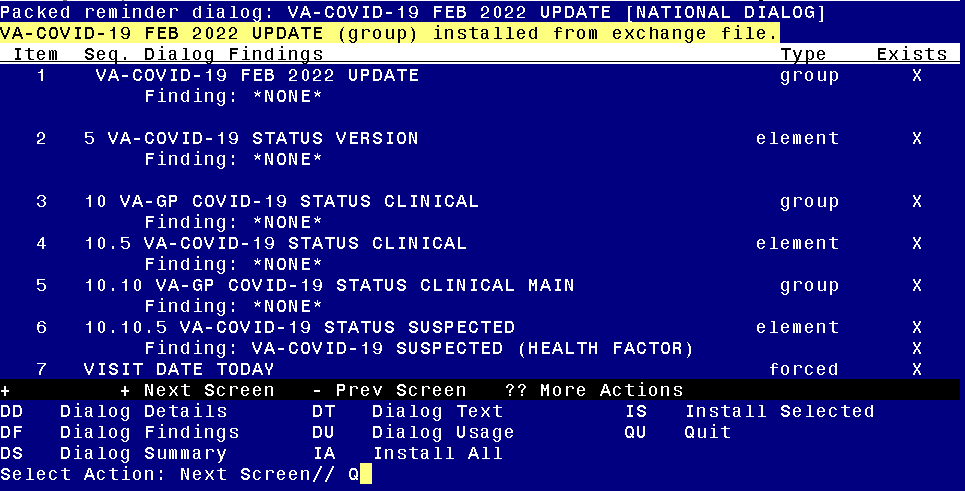 Packed reminder dialog: VA-COVID-19 FEB 2022 UPDATE [NATIONAL DIALOG]
VA-COVID-19 FEB 2022 UPDATE (group) installed from exchange file.
Item Seq. Dialog Findings Type Exists
1 VA-COVID-19 FEB 2022 UPDATE group X
Finding: *NONE*
2 5 VA-COVID-19 STATUS VERSION element X
Finding: *NONE*
3 10 VA-GP COVID-19 STATUS CLINICAL group X
Finding: *NONE*
4 10.5 VA-COVID-19 STATUS CLINICAL element X
Finding: *NONE*
5 10.10 VA-GP COVID-19 STATUS CLINICAL MAIN group X
Finding: *NONE*
6 10.10.5 VA-COVID-19 STATUS SUSPECTED element X
Finding: VA-COVID-19 SUSPECTED (HEALTH FACTOR) X
7 VISIT DATE TODAY forced X
+ + Next Screen - Prev Screen ?? More Actions
DD Dialog Details DT Dialog Text IS Install Selected
DF Dialog Findings DU Dialog Usage QU Quit
DS Dialog Summary IA Install All
Select Action: Next Screen// Q